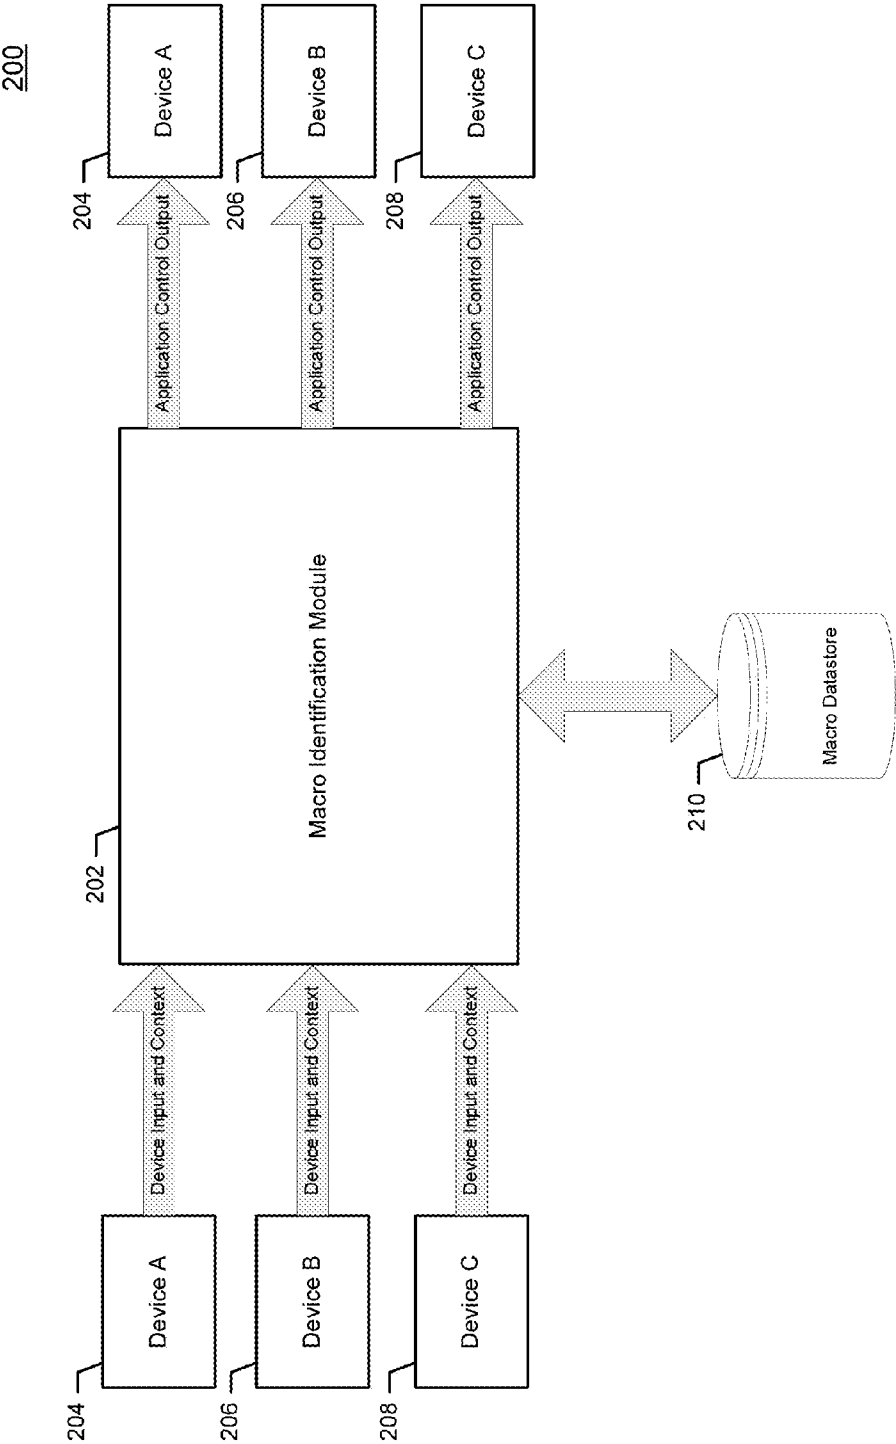 200
204
Device A
206
Device B
208
Device C
Device Input and Context
Device Input and Context
Device Input and Context
202
Macro Identification Module
Application Control Output
Application Control Output
Application Control Output
204
Device A
206
Device B
208
Device C
210
Macro Datastore